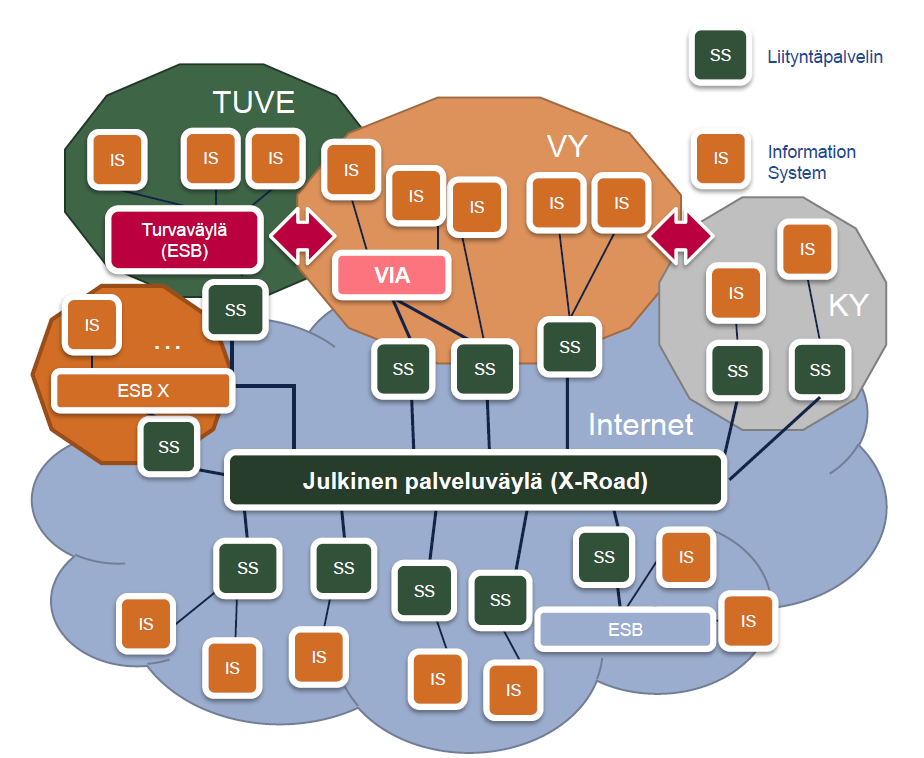 SS
Liityntäpalvelin
TUVE
IS
IS
IS
VY
IS
IS
IS
IS
IS
IS
Information
System
Turvaväylä
(ESB)
VIA
IS
IS
KY
SS
IS
...
ESB X
SS
SS
SS
SS
SS
SS
Internet
Julkinen palveluväylä (X-Road)
SS
SS
SS
SS
SS
IS
ESB
IS
IS
IS
IS
IS
IS